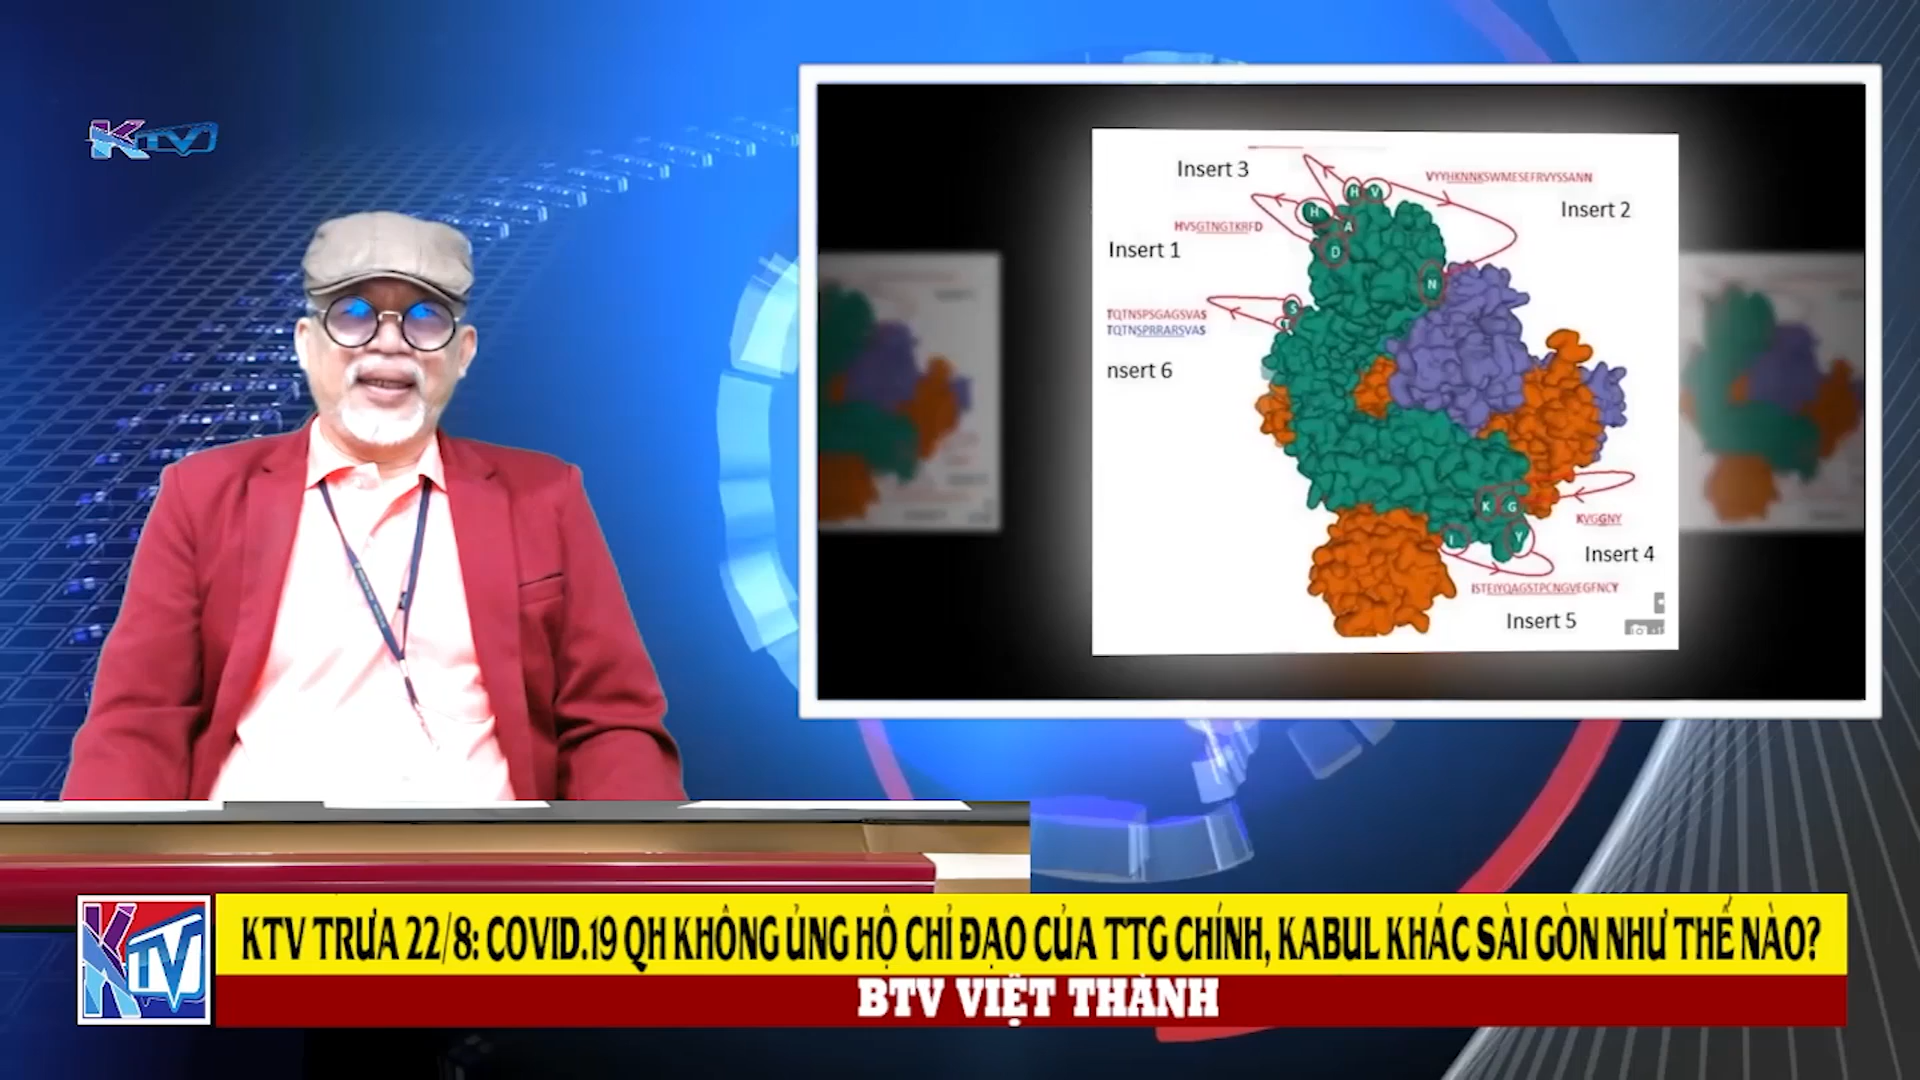 KTV
Insert 3
VYYHKNNKSWMESEFRVYSSANN
H V
Insert 2
H
A
HVSGTNGTKRFD
D
Insert 1
N
S
TQTNSPSGAGSVAS
TQTNSPRRARSVAS
nsert 6
K G
KVGGNY
I Y
Insert 4
ISTEIYQAGSTPCNGVEGFNCY
Insert 5
KTV TRƯA 22/8: COVID.19 QH KHÔNG ỦNG HỘ CHỈ ĐẠO CỦA TTG CHÍNH, KABUL KHÁC SÀI GÒN NHƯ THẾ NÀO?
KTV
BTV VIỆT THÀNH